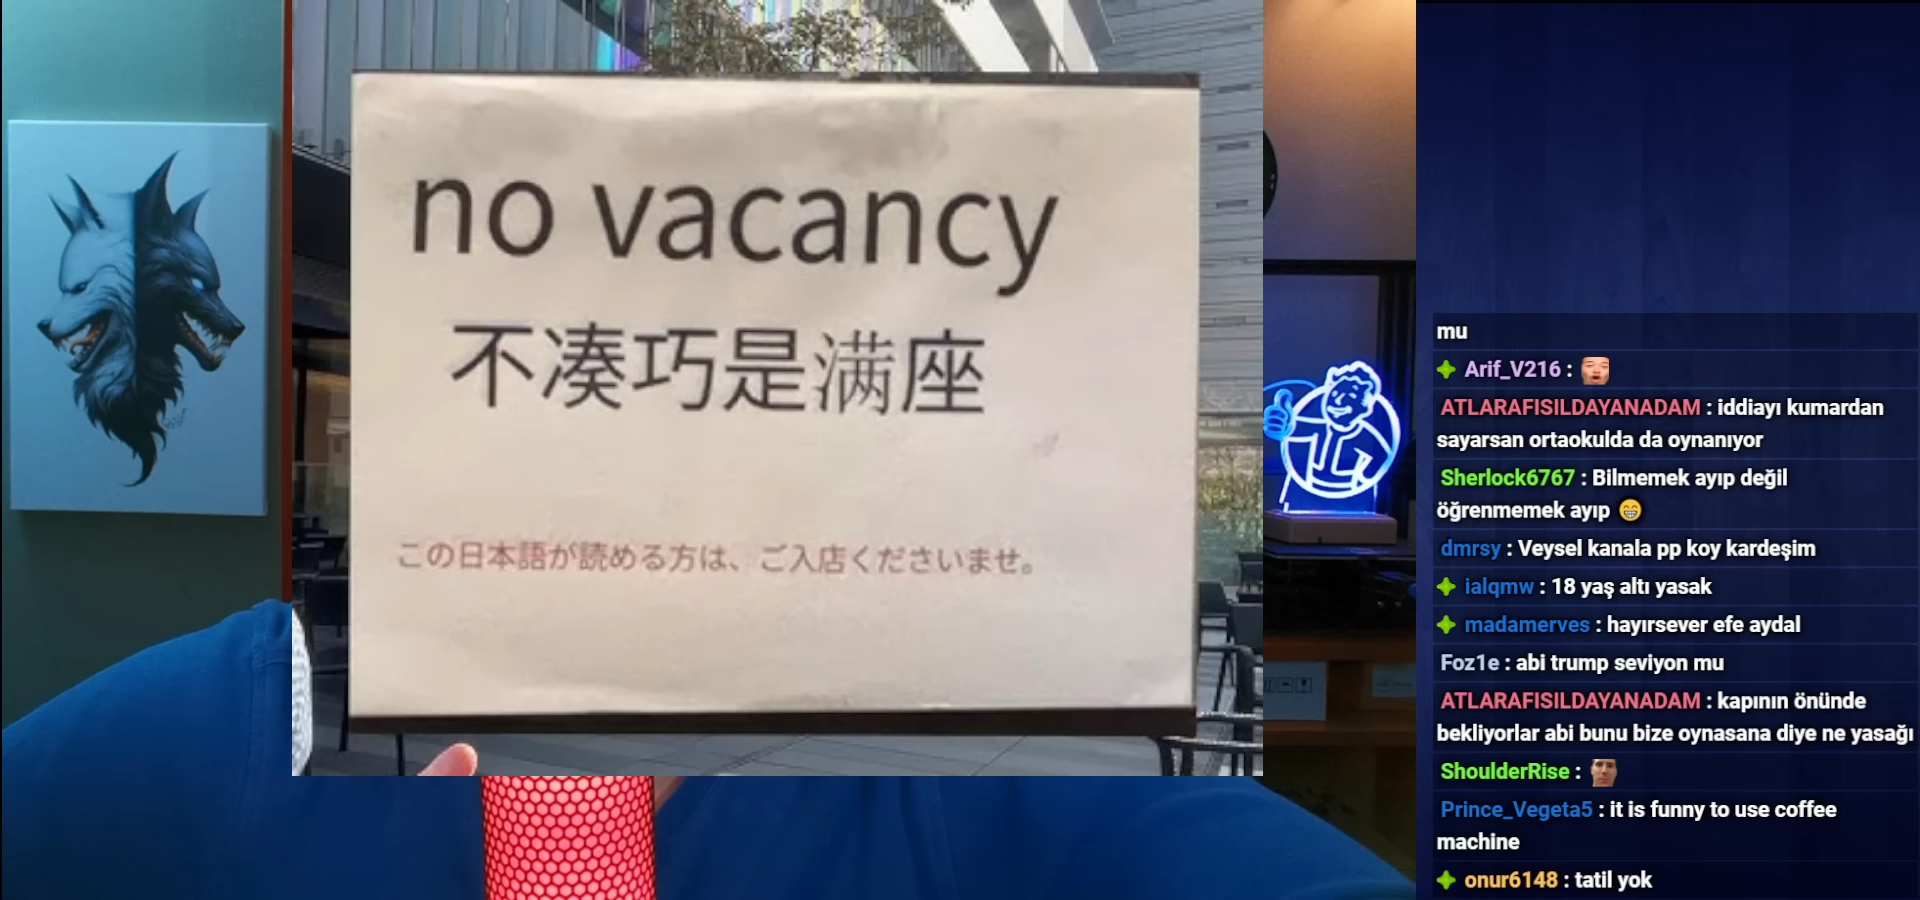 no vacancy
不凑巧是满座
この日本語が読める方は、ご入店くださいませ。
mu
Arif_V216 :
ATLARAFISILDAYANADAM : iddiayı kumardan
sayarsan ortaokulda da oynanıyor
Sherlock6767 : Bilmemek ayıp değil
öğrenmemek ayıp 😁
dmrsy : Veysel kanala pp koy kardeşim
ialqmw : 18 yaş altı yasak
madamerves : hayırsever efe aydal
Foz1e : abi trump seviyon mu
ATLARAFISILDAYANADAM : kapının önünde
bekliyorlar abi bunu bize oynasana diye ne yasağı
ShoulderRise :
Prince_Vegeta5 : it is funny to use coffee
machine
onur6148 : tatil yok